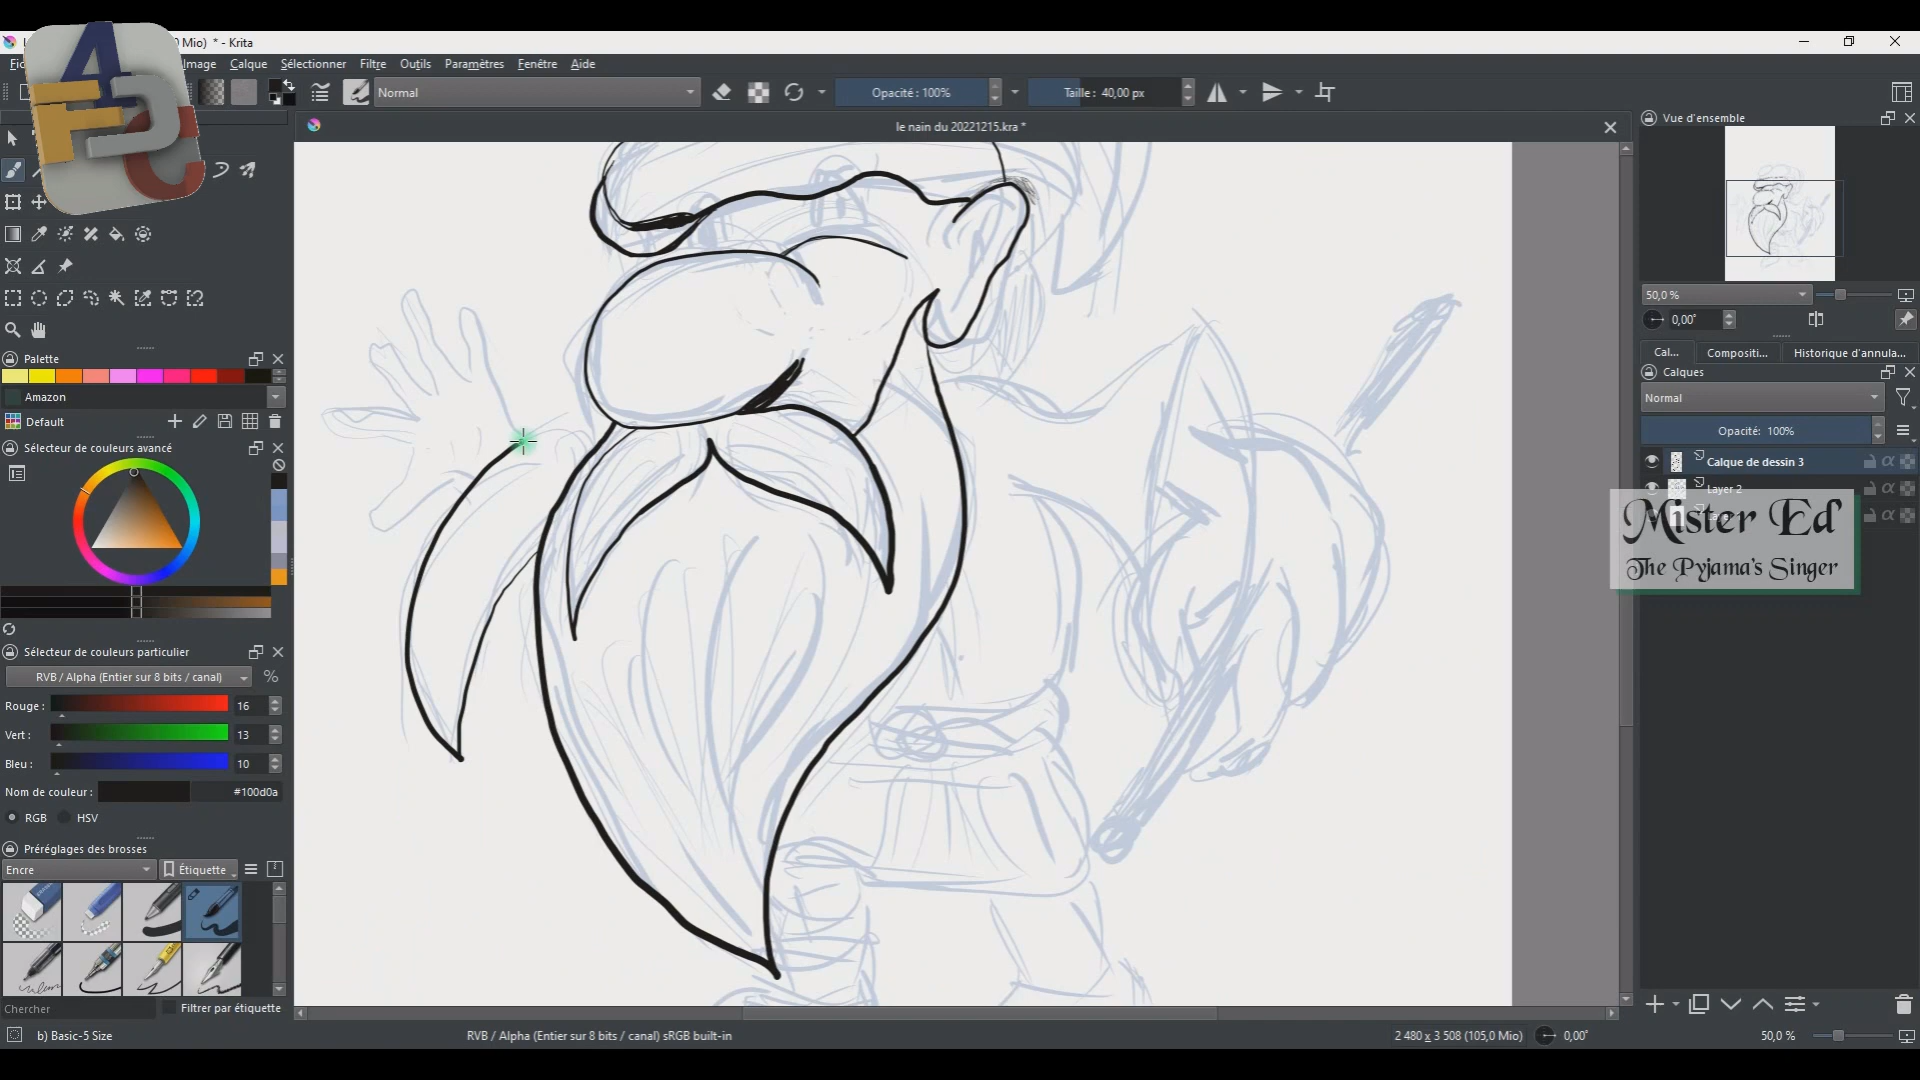 0 Mio) * - Krita
Image Calque Sélectionner Filtre Outils Paramètres Fenêtre Aide
Normal
Opacité : 100%
Taille : 40,00 px
le nain du 20221215.kra *
Vue d'ensemble
50,0 %
0,00°
Cal... Compositi... Historique d'annula...
Calques
Normal
Opacité: 100%
Calque de dessin 3
Layer 2
Mister Ed'
The Pyjama's Singer
Palette
Amazon
Default
Sélecteur de couleurs avancé
Sélecteur de couleurs particulier
RVB / Alpha (Entier sur 8 bits / canal)
%
Rouge : 16
Vert : 13
Bleu : 10
Nom de couleur : #100d0a
RGB HSV
Préréglages des brosses
Encre
Étiquette
Chercher
Filtrer par étiquette
b) Basic-5 Size
RVB / Alpha (Entier sur 8 bits / canal) sRGB built-in
2 480 x 3 508 (105,0 Mio)
0,00°
50,0 %